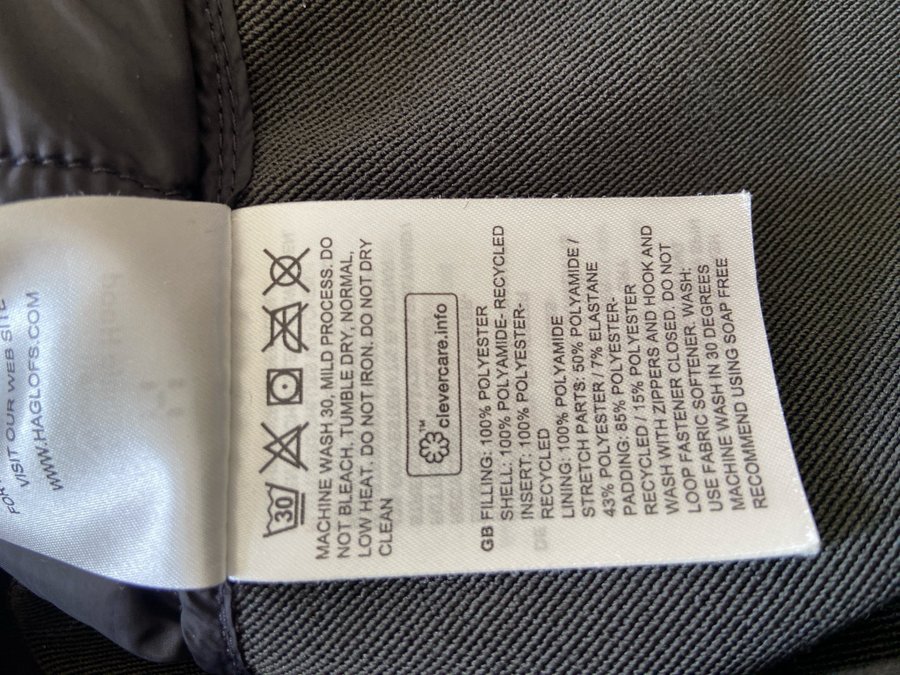 FOR
VISIT OUR WEB SITE
WWW.HAGLOFS.COM
30
MACHINE WASH 30, MILD PROCESS. DO
NOT BLEACH. TUMBLE DRY, NORMAL,
LOW HEAT. DO NOT IRON. DO NOT DRY
CLEAN
™
clevercare.info
GB FILLING: 100% POLYESTER
SHELL: 100% POLYAMIDE- RECYCLED
INSERT: 100% POLYESTER-
RECYCLED
LINING: 100% POLYAMIDE
STRETCH PARTS: 50% POLYAMIDE /
43% POLYESTER / 7% ELASTANE
PADDING: 85% POLYESTER-
RECYCLED / 15% POLYESTER
WASH WITH ZIPPERS AND HOOK AND
LOOP FASTENER CLOSED. DO NOT
USE FABRIC SOFTENER. WASH:
MACHINE WASH IN 30 DEGREES
RECOMMEND USING SOAP FREE